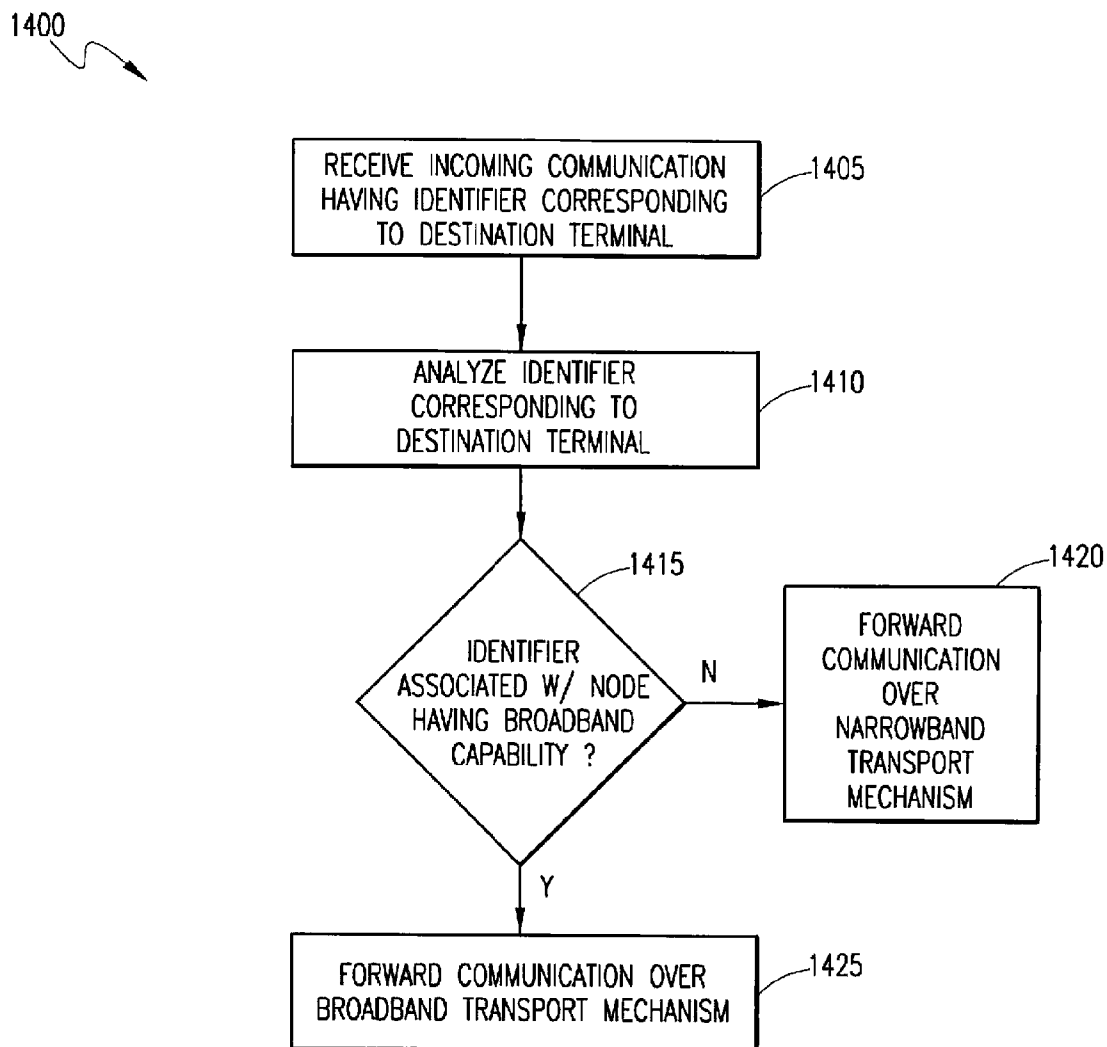 1400
RECEIVE INCOMING COMMUNICATION
HAVING IDENTIFIER CORRESPONDING
TO DESTINATION TERMINAL
1405
ANALYZE IDENTIFIER
CORRESPONDING TO
DESTINATION TERMINAL
1410
1415
IDENTIFIER
ASSOCIATED W/ NODE
HAVING BROADBAND
CAPABILITY ?
N
1420
FORWARD
COMMUNICATION
OVER
NARROWBAND
TRANSPORT
MECHANISM
Y
FORWARD COMMUNICATION OVER
BROADBAND TRANSPORT MECHANISM
1425